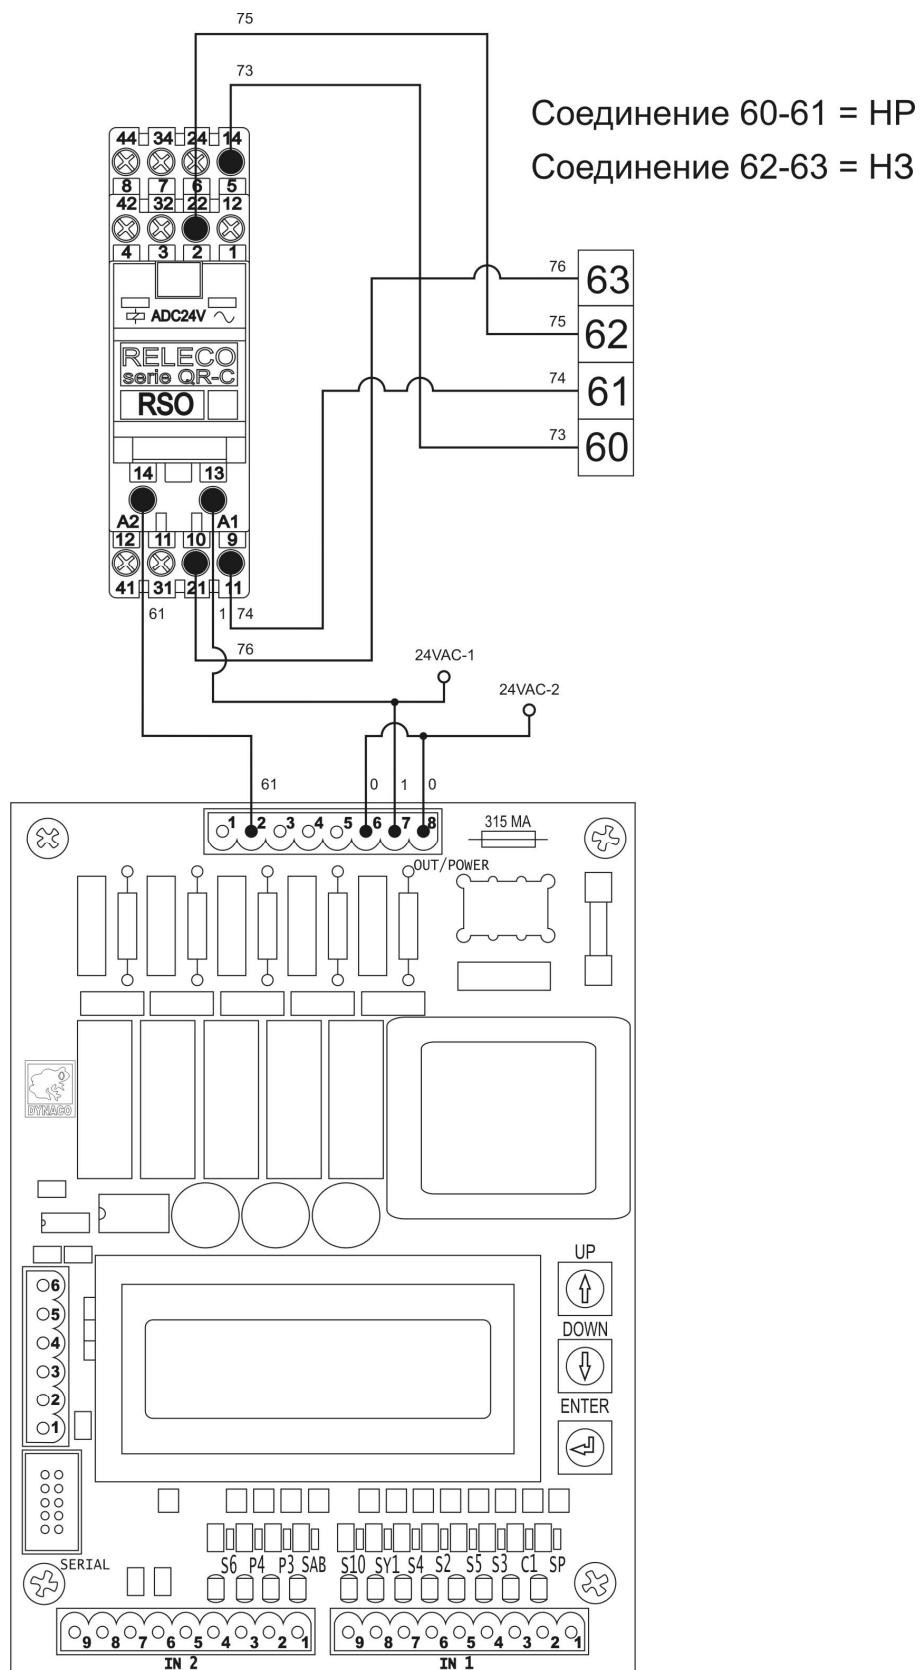 75
73
Соединение 60-61 = НР
Соединение 62-63 = НЗ
44 34 24 14
8 7 6 5
42 32 22 12
4 3 2 1
ADC24V
RELECO
serie QR-C
RSO
14 13
A2 A1
12 11 10 9
41 31 21 11
76 63
75 62
74 61
73 60
61 1 74
76
24VAC-1
24VAC-2
61 0 1 0
1 2 3 4 5 6 7 8
315 MA
OUT/POWER
DYNACO
UP
DOWN
ENTER
6
5
4
3
2
1
SERIAL
S6 P4 P3 SAB S10 SY1 S4 S2 S5 S3 C1 SP
9 8 7 6 5 4 3 2 1
IN 2
9 8 7 6 5 4 3 2 1
IN 1